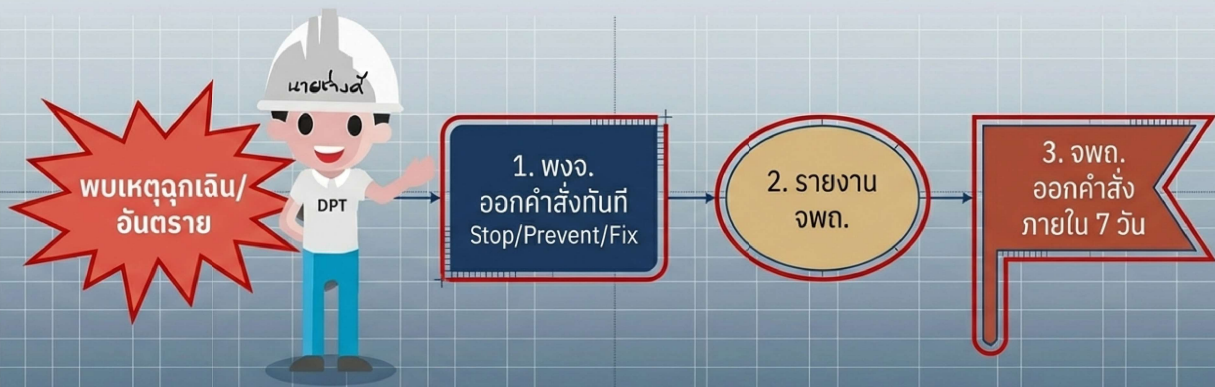 พบเหตุฉุกเฉิน/
อันตราย
นายช่างดี
DPT
1. พงจ.
ออกคำสั่งทันที
Stop/Prevent/Fix
2. รายงาน
จพถ.
3. จพถ.
ออกคำสั่ง
ภายใน 7 วัน